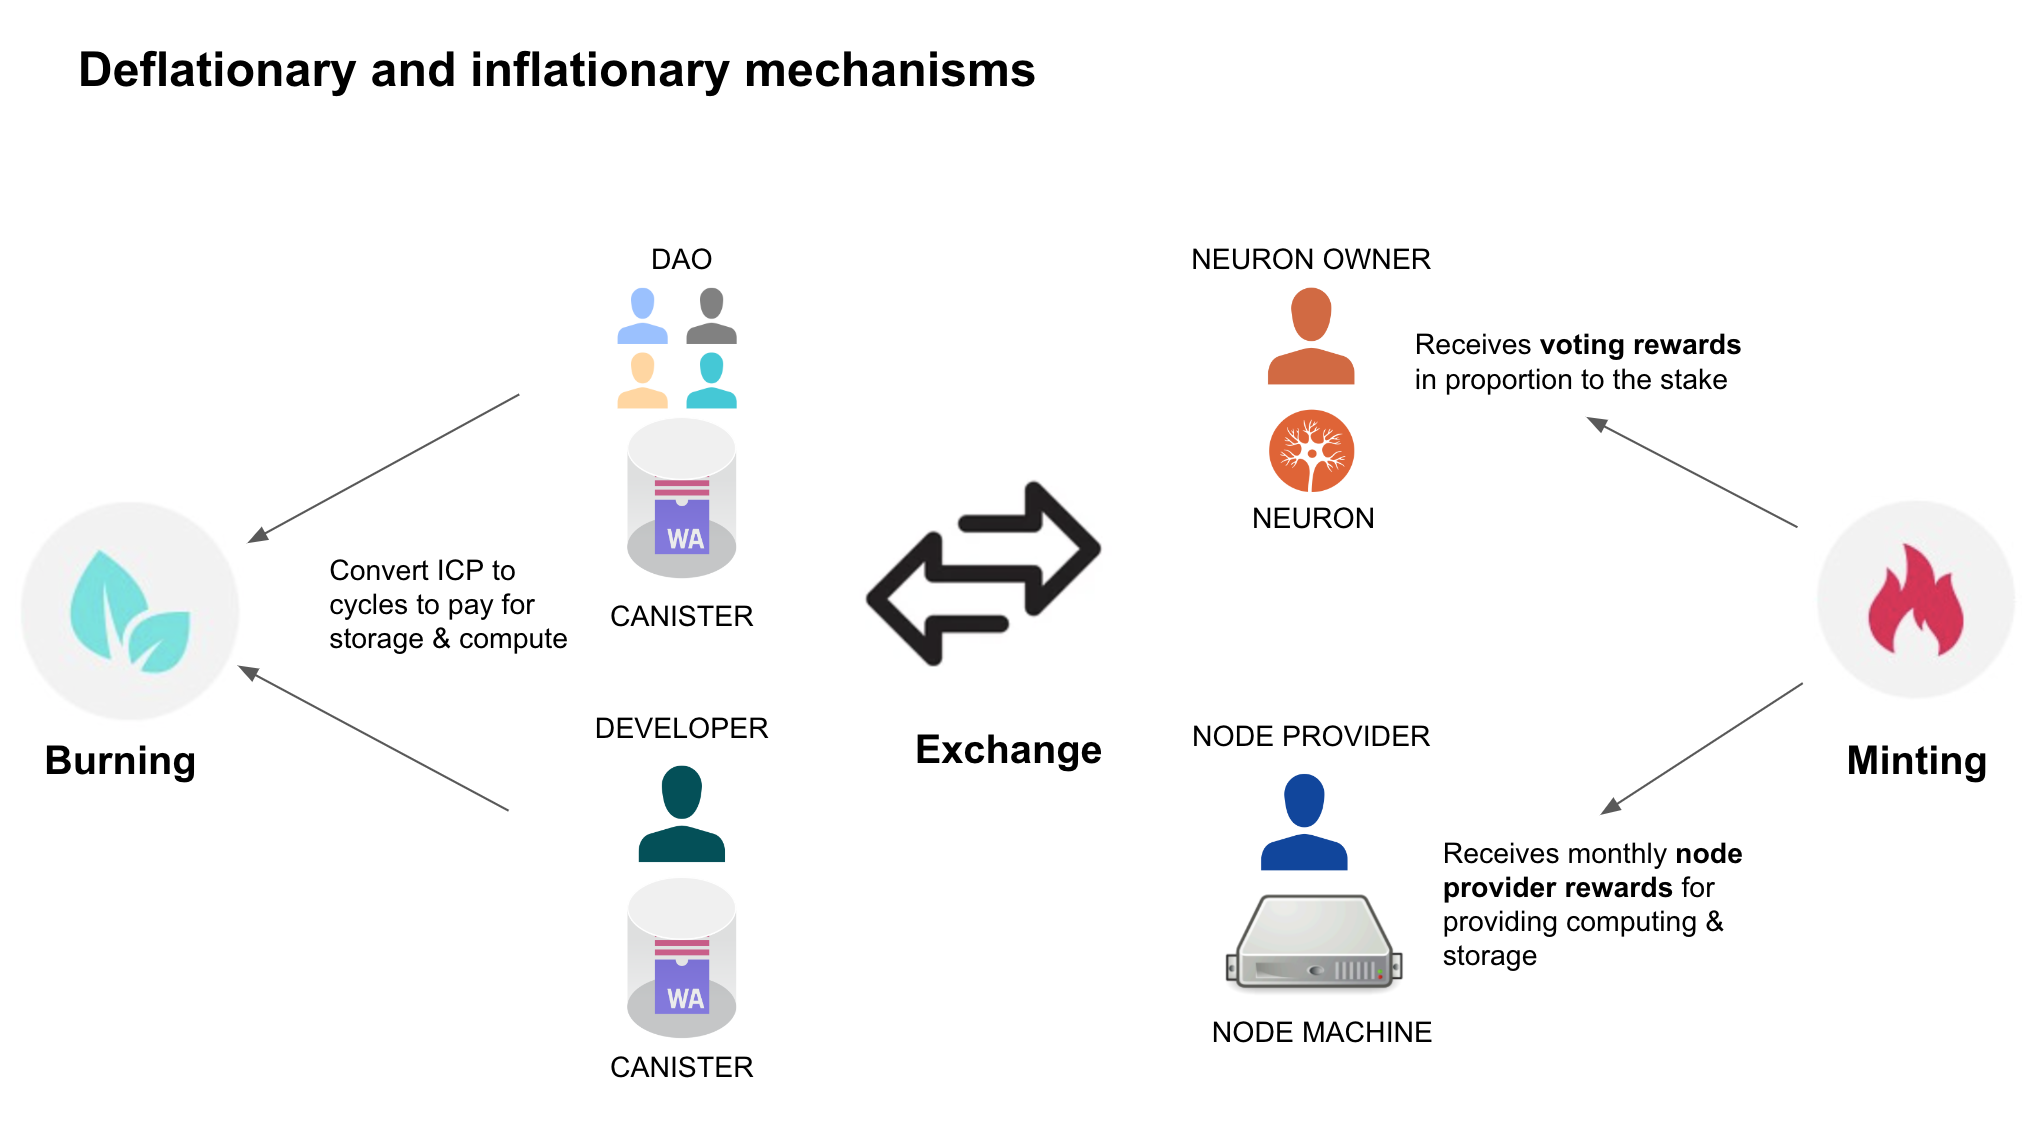 Deflationary and inflationary mechanisms
DAO
WA
CANISTER
Convert ICP to
cycles to pay for
storage & compute
Burning
DEVELOPER
WA
CANISTER
Exchange
NEURON OWNER
Receives voting rewards
in proportion to the stake
NEURON
Minting
NODE PROVIDER
Receives monthly node
provider rewards for
providing computing &
storage
NODE MACHINE